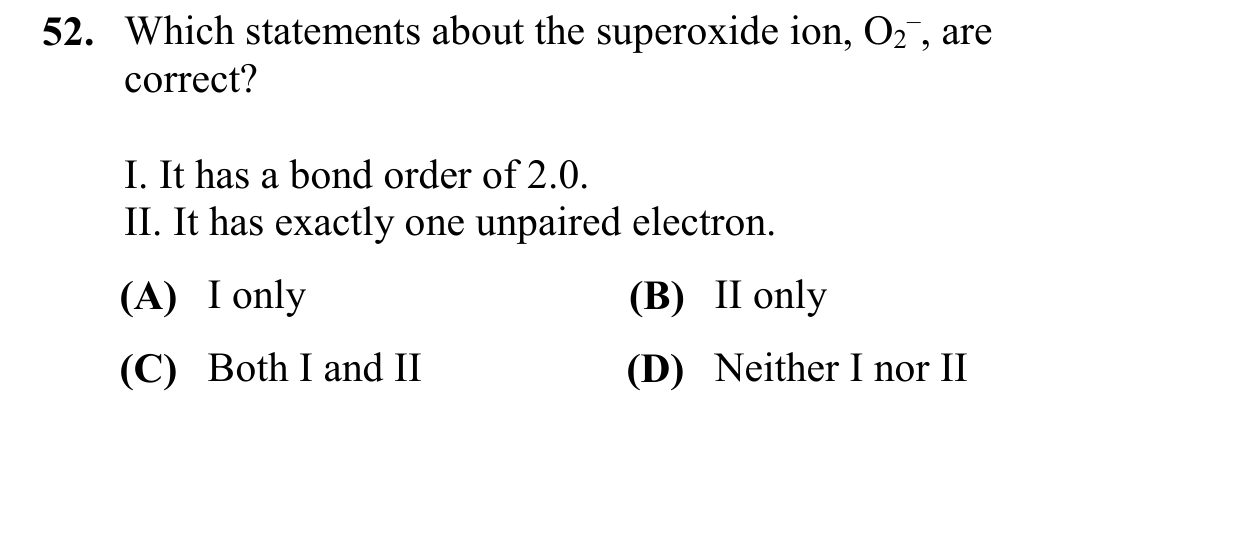 52. Which statements about the superoxide ion, O₂⁻, are
correct?
I. It has a bond order of 2.0.
II. It has exactly one unpaired electron.
(A) I only (B) II only
(C) Both I and II (D) Neither I nor II